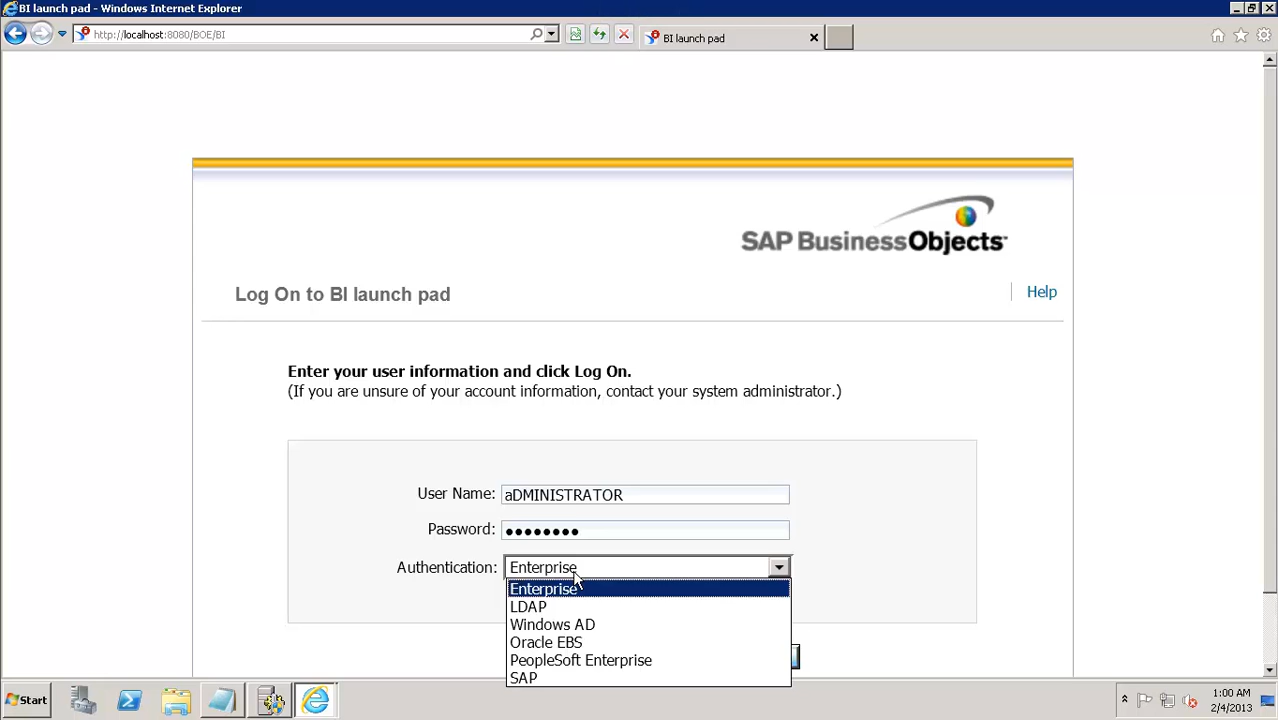 BI launch pad - Windows Internet Explorer
http://localhost:8080/BOE/BI
BI launch pad
SAP BusinessObjects™
Log On to BI launch pad
Help
Enter your user information and click Log On.
(If you are unsure of your account information, contact your system administrator.)
User Name: aDMINISTRATOR
Password: ●●●●●●●●
Authentication: Enterprise
Enterprise
LDAP
Windows AD
Oracle EBS
PeopleSoft Enterprise
SAP
Start
1:00 AM
2/4/2013